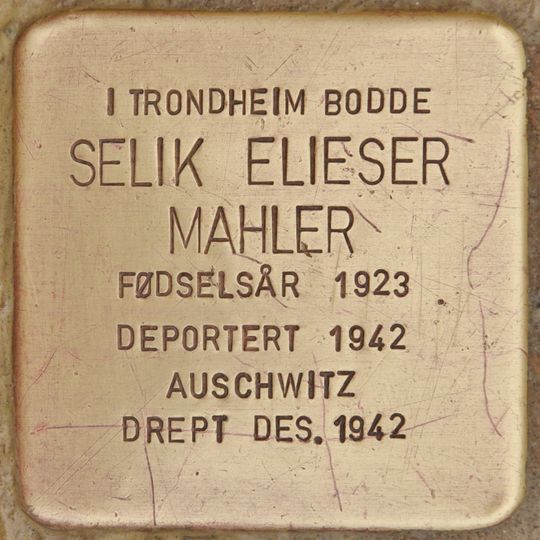 I TRONDHEIM BODDE
SELIK ELIESER
MAHLER
FØDSELSÅR 1923
DEPORTERT 1942
AUSCHWITZ
DREPT DES. 1942